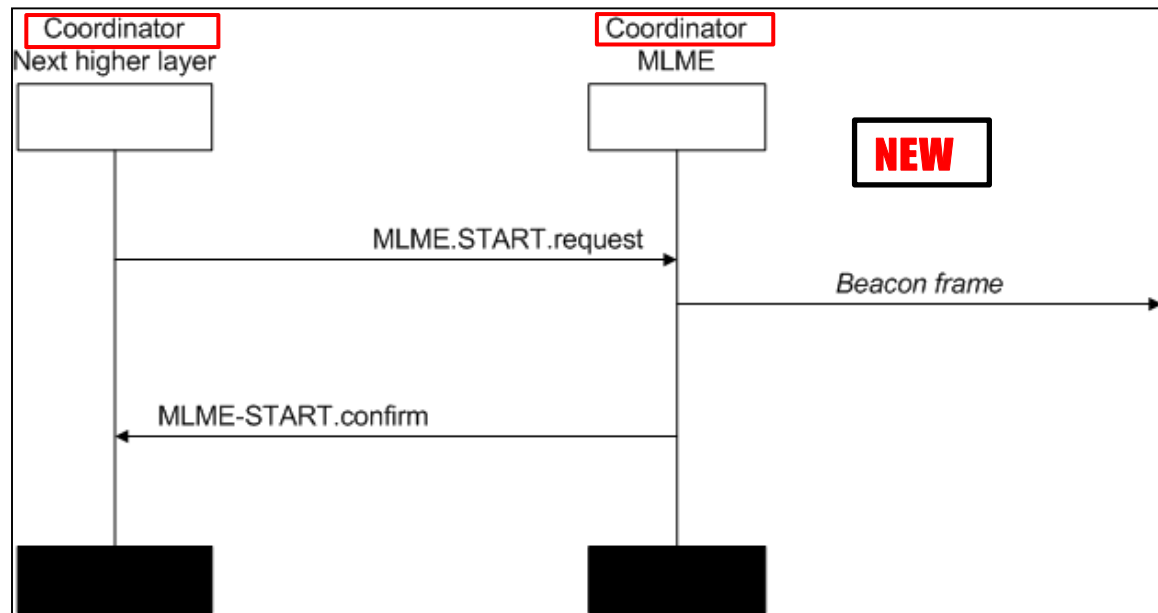 Coordinator
Next higher layer
Coordinator
MLME
NEW
MLME.START.request
Beacon frame
MLME-START.confirm